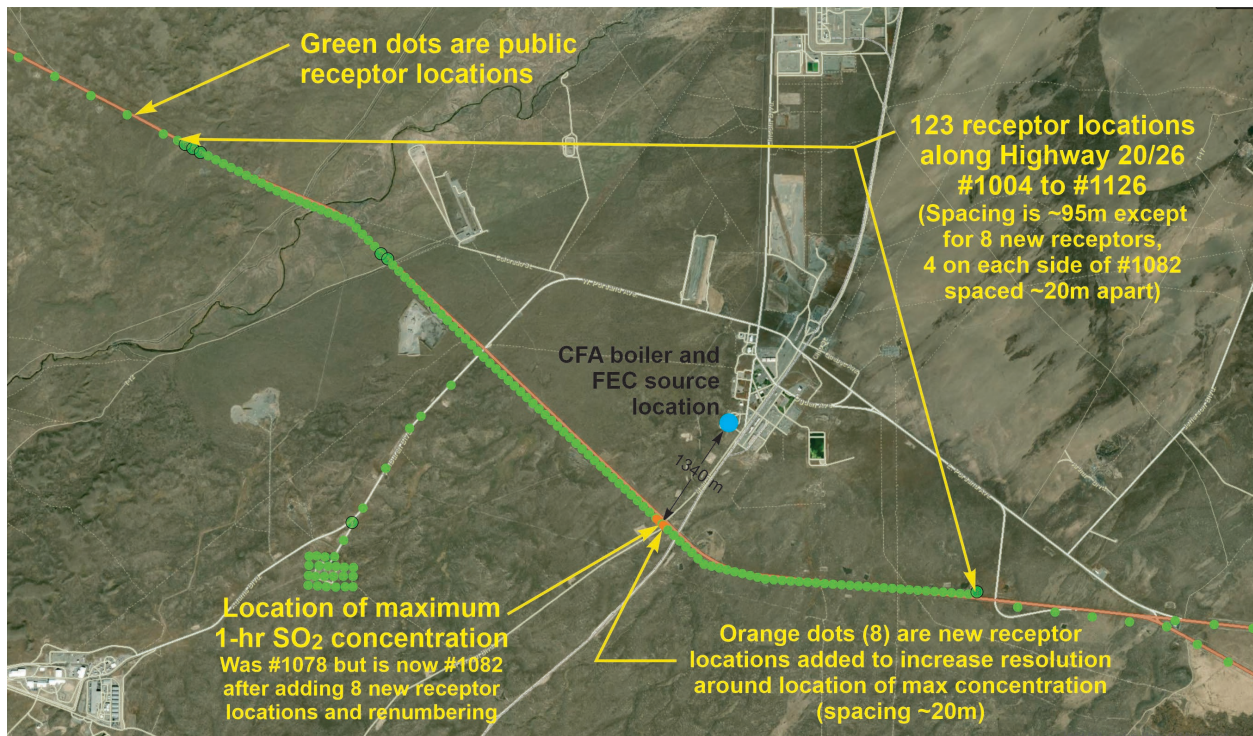 Green dots are public
receptor locations
123 receptor locations
along Highway 20/26
#1004 to #1126
(Spacing is ~95m except
for 8 new receptors,
4 on each side of #1082
spaced ~20m apart)
CFA boiler and
FEC source
location
1340 m
Location of maximum
1-hr SO₂ concentration
Was #1078 but is now #1082
after adding 8 new receptor
locations and renumbering
Orange dots (8) are new receptor
locations added to increase resolution
around location of max concentration
(spacing ~20m)